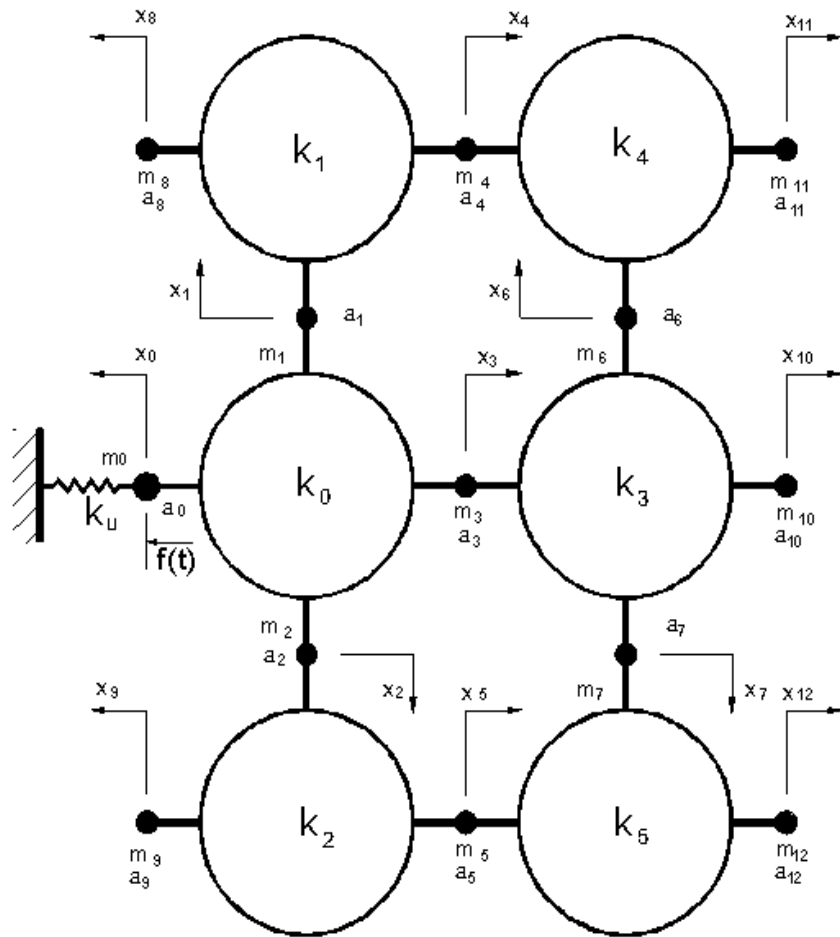 x₈ x₄ x₁₁
k₁ k₄
m₈ m₄ m₁₁
a₈ a₄ a₁₁
x₁ x₆
a₁ a₆
x₀ m₁ x₃ m₆ x₁₀
m₀ k₀ k₃
kᵤ a₀ m₃ m₁₀
f(t) a₃ a₁₀
m₂ a₇
a₂
x₉ x₂ x₅ m₇ x₇ x₁₂
k₂ k₅
m₉ m₅ m₁₂
a₉ a₅ a₁₂